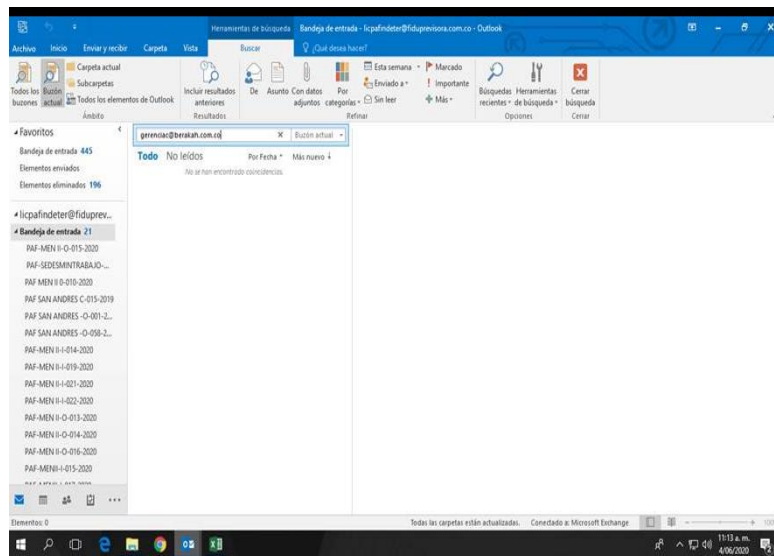 Herramientas de búsqueda
Bandeja de entrada - licpafindeter@fiduprevisora.com.co - Outlook
Archivo
Inicio
Enviar y recibir
Carpeta
Vista
Buscar
¿Qué desea hacer?
Todos los buzones
Buzón actual
Carpeta actual
Subcarpetas
Todos los elementos de Outlook
Ámbito
Incluir resultados anteriores
Resultados
De
Asunto
Con datos adjuntos
Por categorías
Esta semana
Enviado a
Sin leer
Marcado
Importante
Más
Refinar
Búsquedas recientes
Herramientas de búsqueda
Opciones
Cerrar búsqueda
Cerrar
Favoritos
Bandeja de entrada 445
Elementos enviados
Elementos eliminados 196
licpafindeter@fiduprev...
Bandeja de entrada 21
PAF-MEN II-O-015-2020
PAF-SEDESMINTRABAJO-...
PAF MEN II 0-010-2020
PAF SAN ANDRES C-015-2019
PAF SAN ANDRES -O-001-2...
PAF SAN ANDRES -O-058-2...
PAF-MEN II-I-014-2020
PAF-MEN II-I-019-2020
PAF-MEN II-I-021-2020
PAF-MEN II-I-022-2020
PAF-MEN II-O-013-2020
PAF-MEN II-O-014-2020
PAF-MEN II-O-016-2020
PAF-MENII-I-015-2020
gerenciac@berakah.com.co
Buzón actual
Todo No leídos
Por Fecha
Más nuevo
No se han encontrado coincidencias.
Elementos: 0
Todas las carpetas están actualizadas.
Conectado a: Microsoft Exchange
11:13 a. m.
4/06/2020